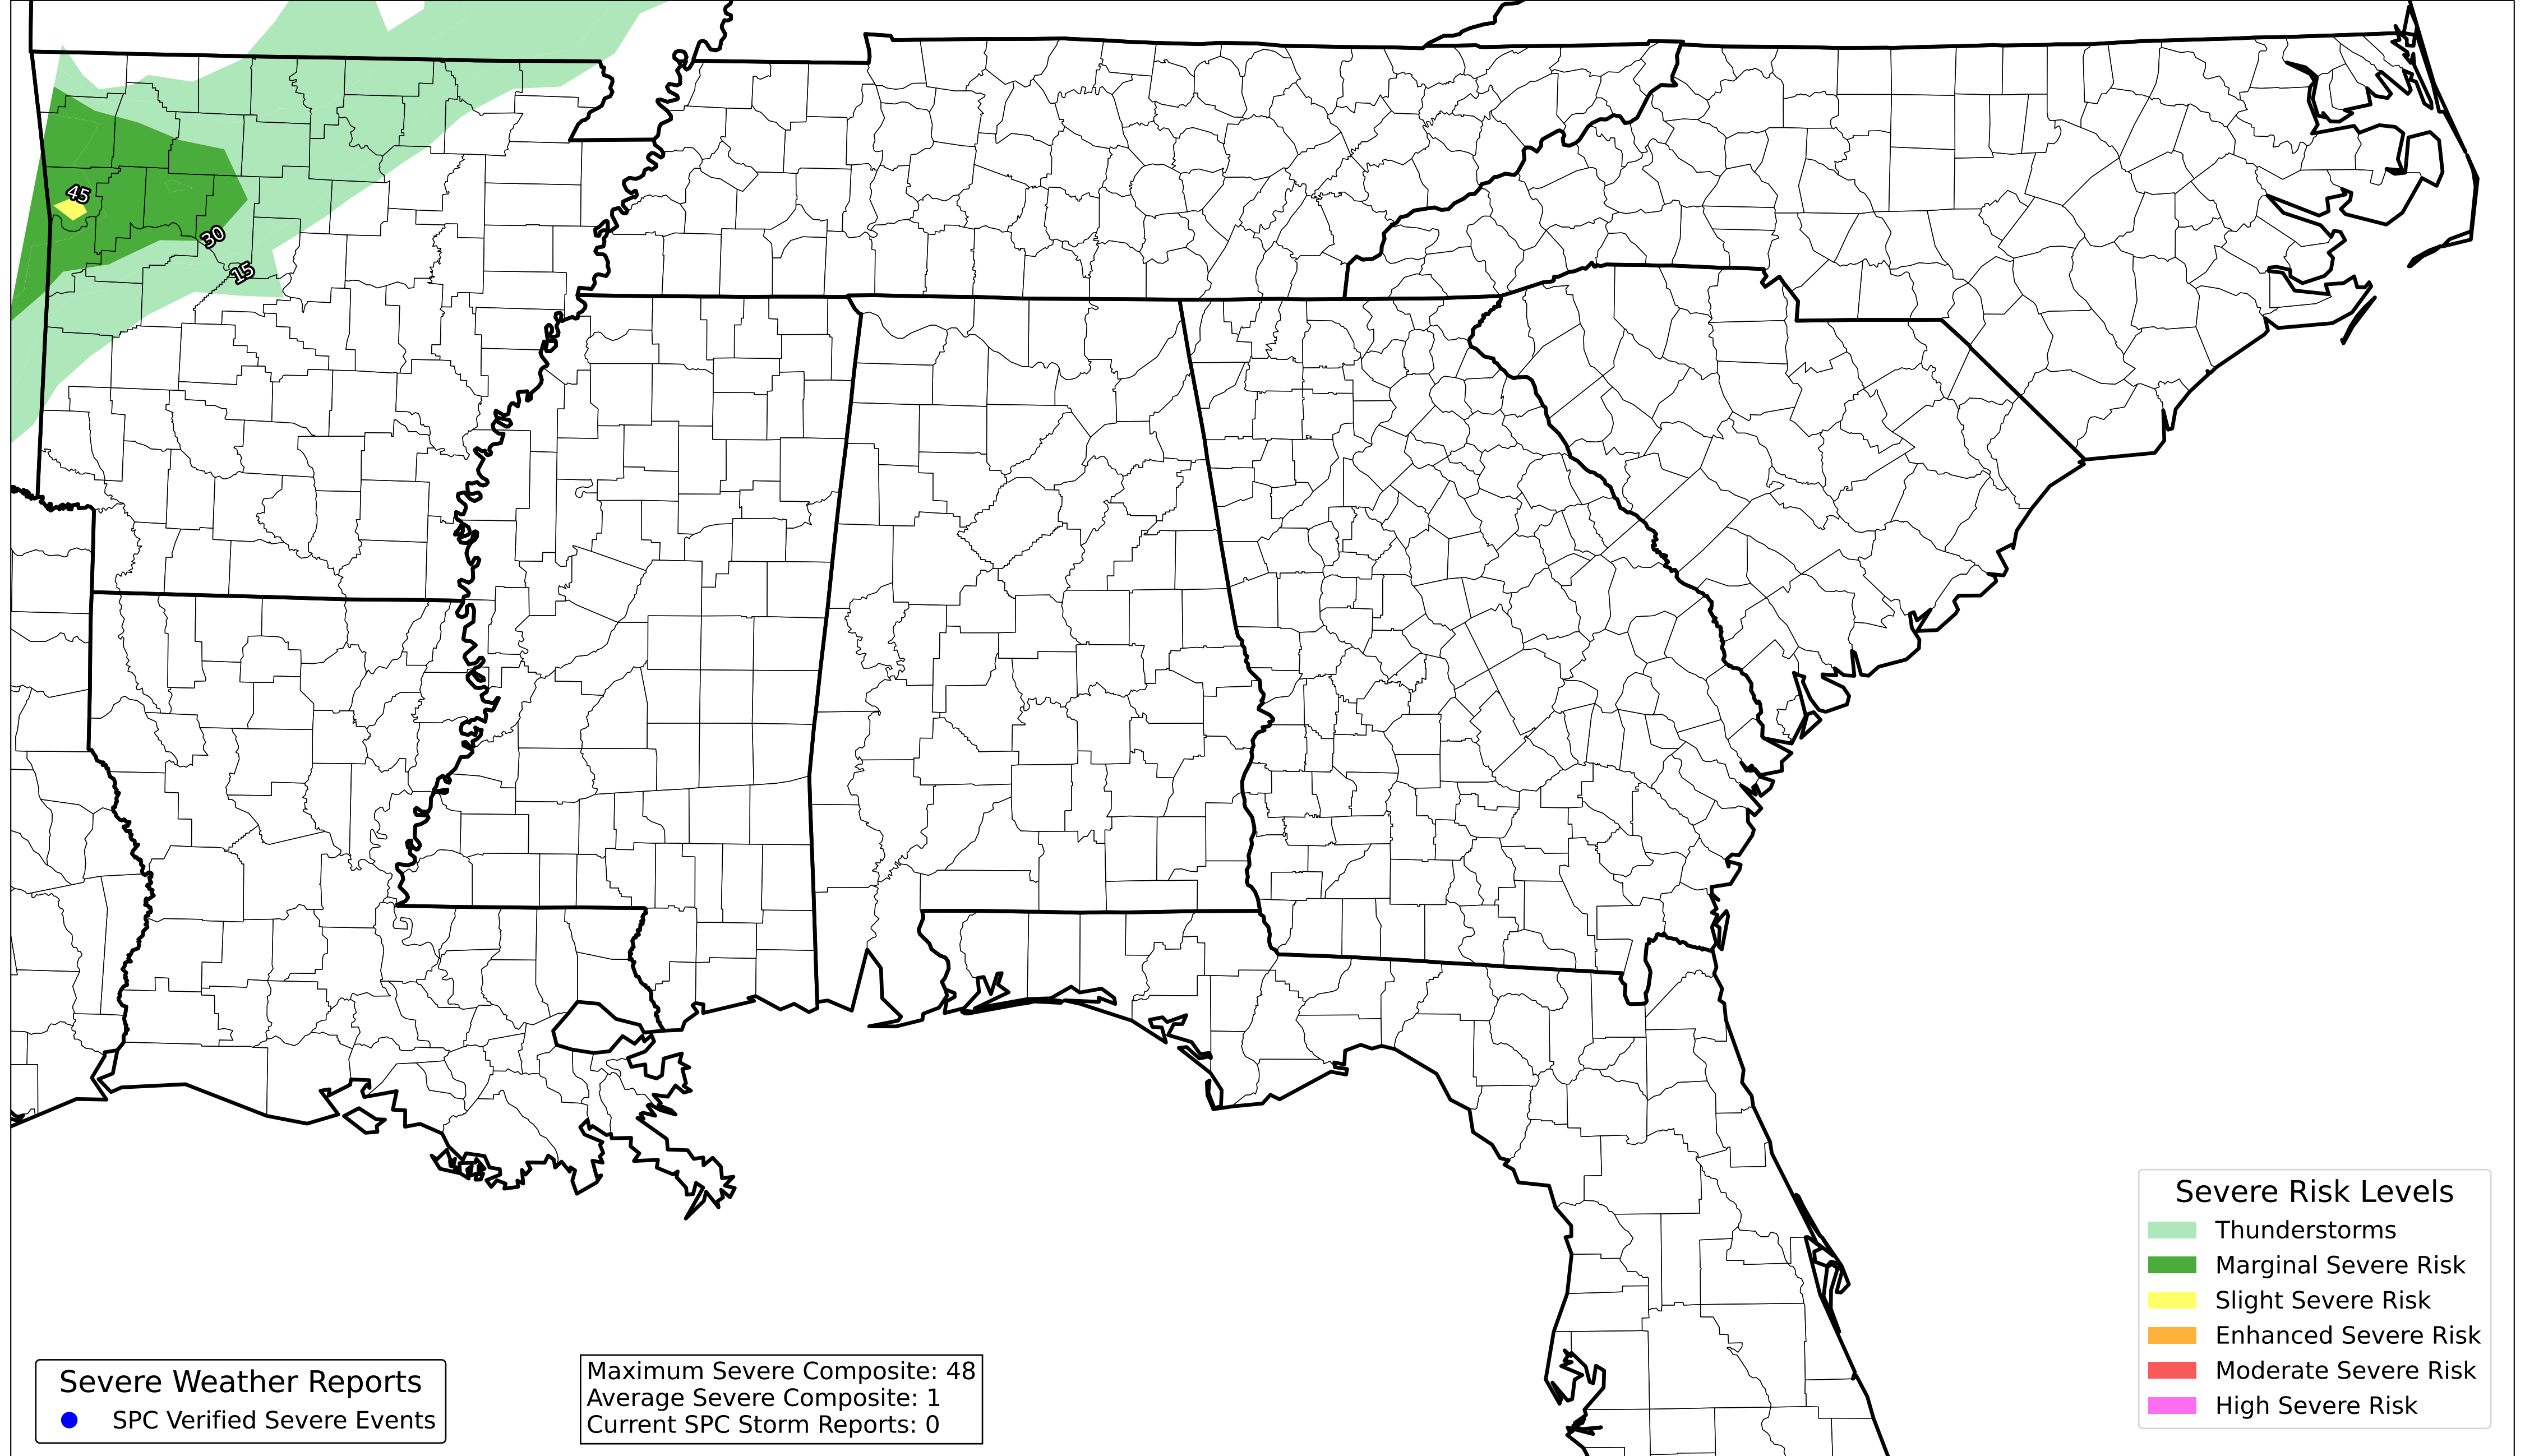 45
30
15
Severe Risk Levels
Thunderstorms
Marginal Severe Risk
Slight Severe Risk
Enhanced Severe Risk
Moderate Severe Risk
High Severe Risk
Severe Weather Reports
SPC Verified Severe Events
Maximum Severe Composite: 48
Average Severe Composite: 1
Current SPC Storm Reports: 0